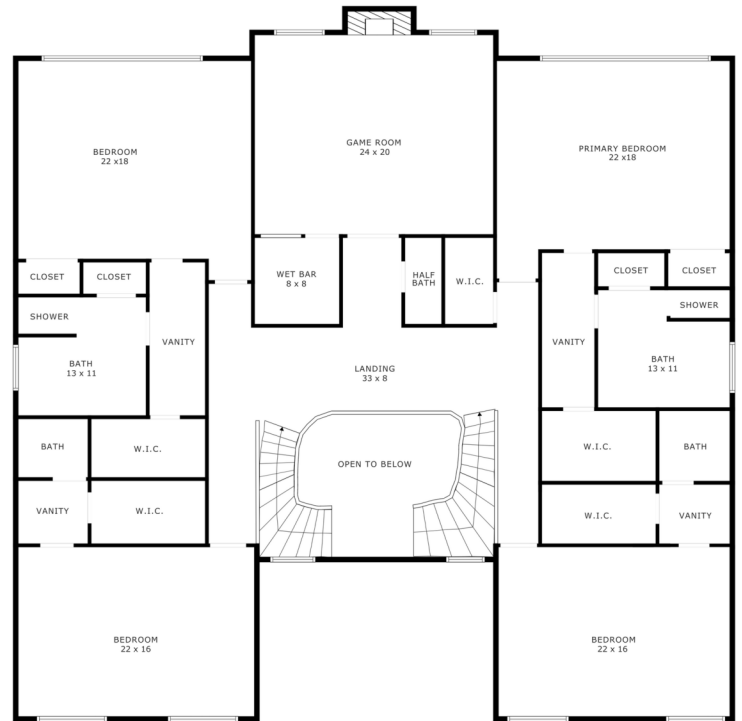 GAME ROOM
24 x 20
BEDROOM
22 x18
PRIMARY BEDROOM
22 x18
CLOSET
CLOSET
WET BAR
8 x 8
HALF
BATH
W.I.C.
CLOSET
CLOSET
SHOWER
SHOWER
VANITY
VANITY
BATH
13 x 11
BATH
13 x 11
LANDING
33 x 8
BATH
W.I.C.
W.I.C.
BATH
OPEN TO BELOW
VANITY
W.I.C.
W.I.C.
VANITY
BEDROOM
22 x 16
BEDROOM
22 x 16